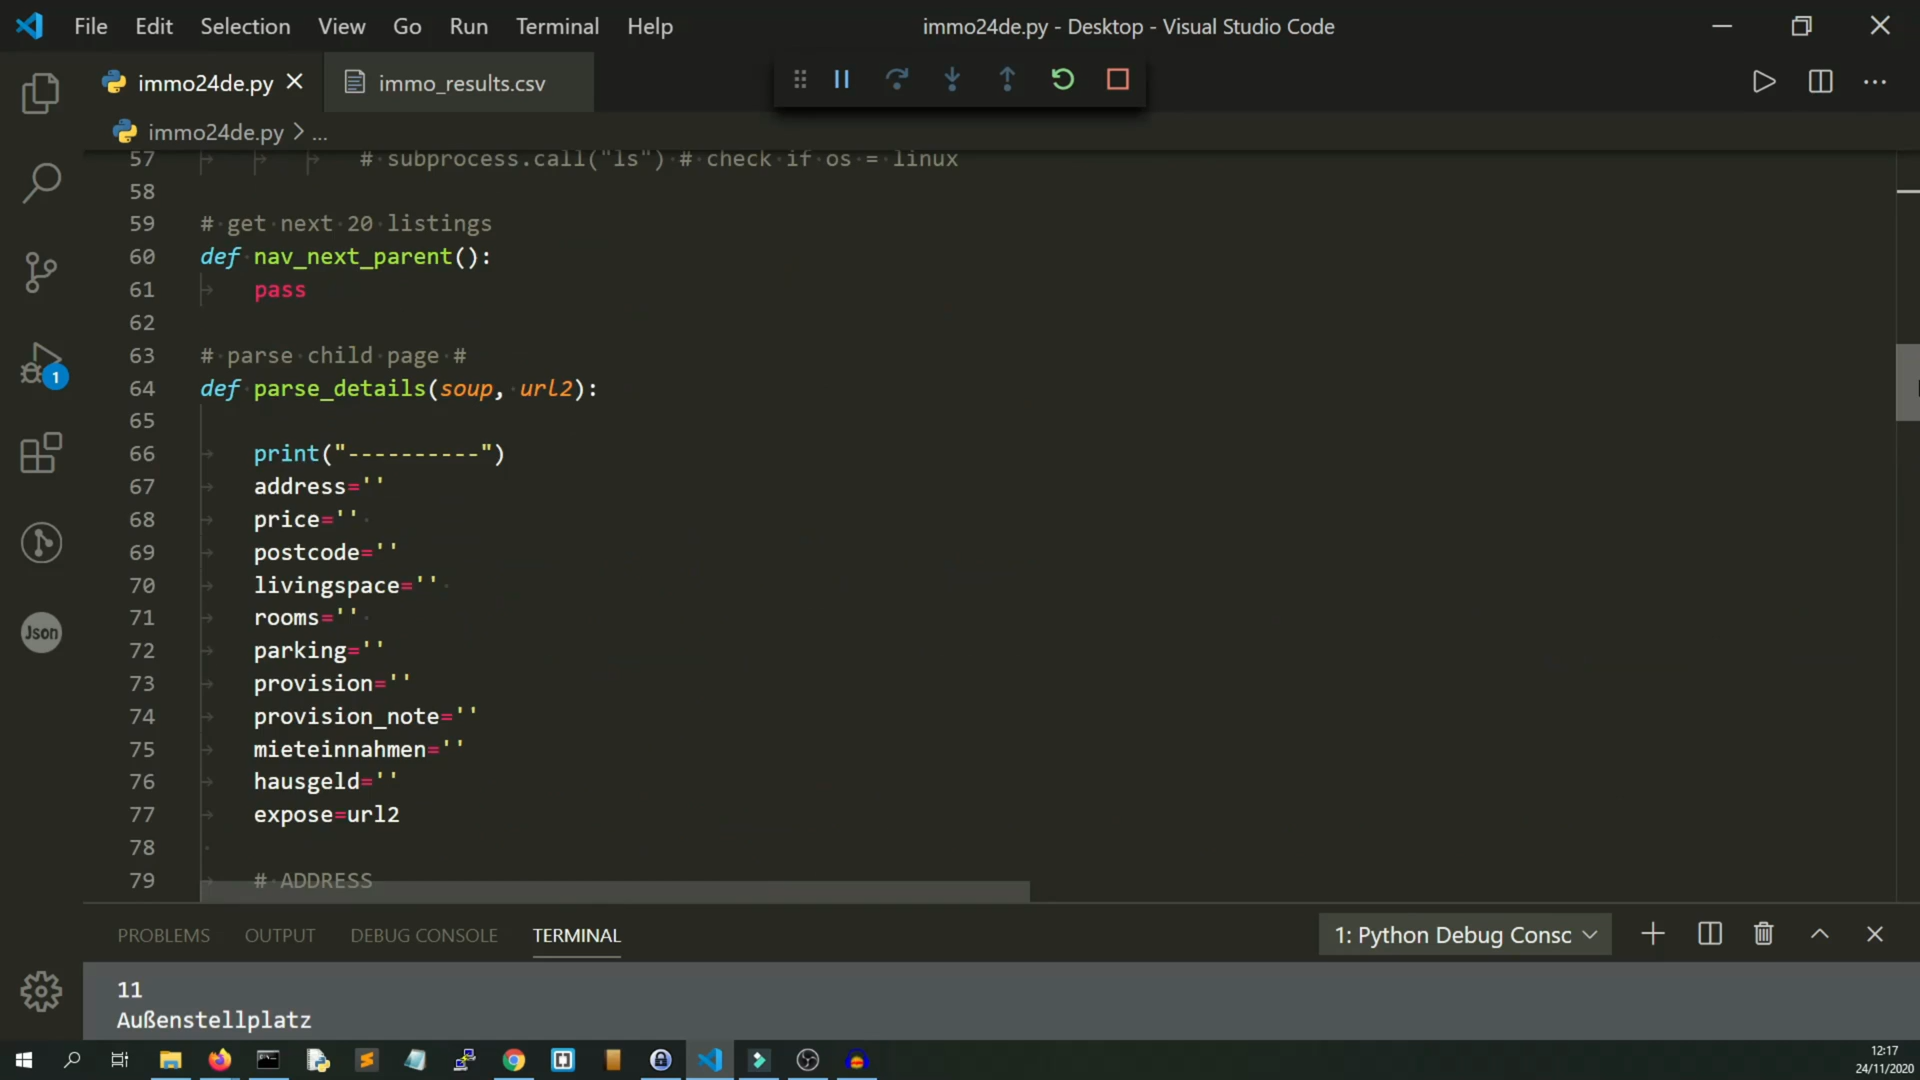 File Edit Selection View Go Run Terminal Help immo24de.py - Desktop - Visual Studio Code
immo24de.py immo_results.csv
immo24de.py > ...
57 # subprocess.call("ls") # check if os = linux
58
59 # get next 20 listings
60 def nav_next_parent():
61 pass
62
63 # parse child page #
64 def parse_details(soup, url2):
65
66 print("----------")
67 address=''
68 price=''
69 postcode=''
70 livingspace=''
71 rooms=''
72 parking=''
73 provision=''
74 provision_note=''
75 mieteinnahmen=''
76 hausgeld=''
77 expose=url2
78
79 # ADDRESS
1
Json
PROBLEMS OUTPUT DEBUG CONSOLE TERMINAL 1: Python Debug Consc
11
Außenstellplatz
12:17
24/11/2020